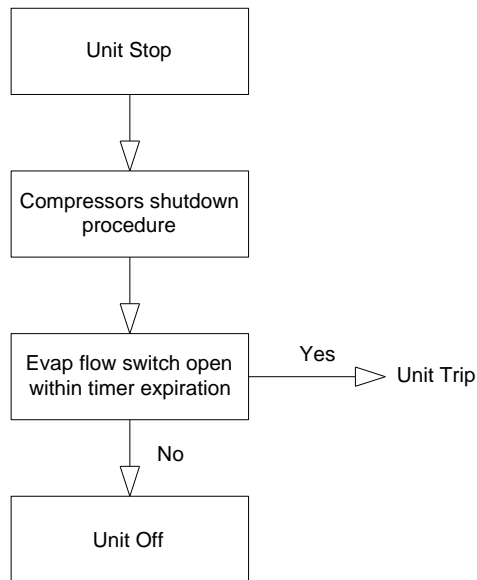 Unit Stop
Compressors shutdown
procedure
Evap flow switch open
within timer expiration
Yes
Unit Trip
No
Unit Off